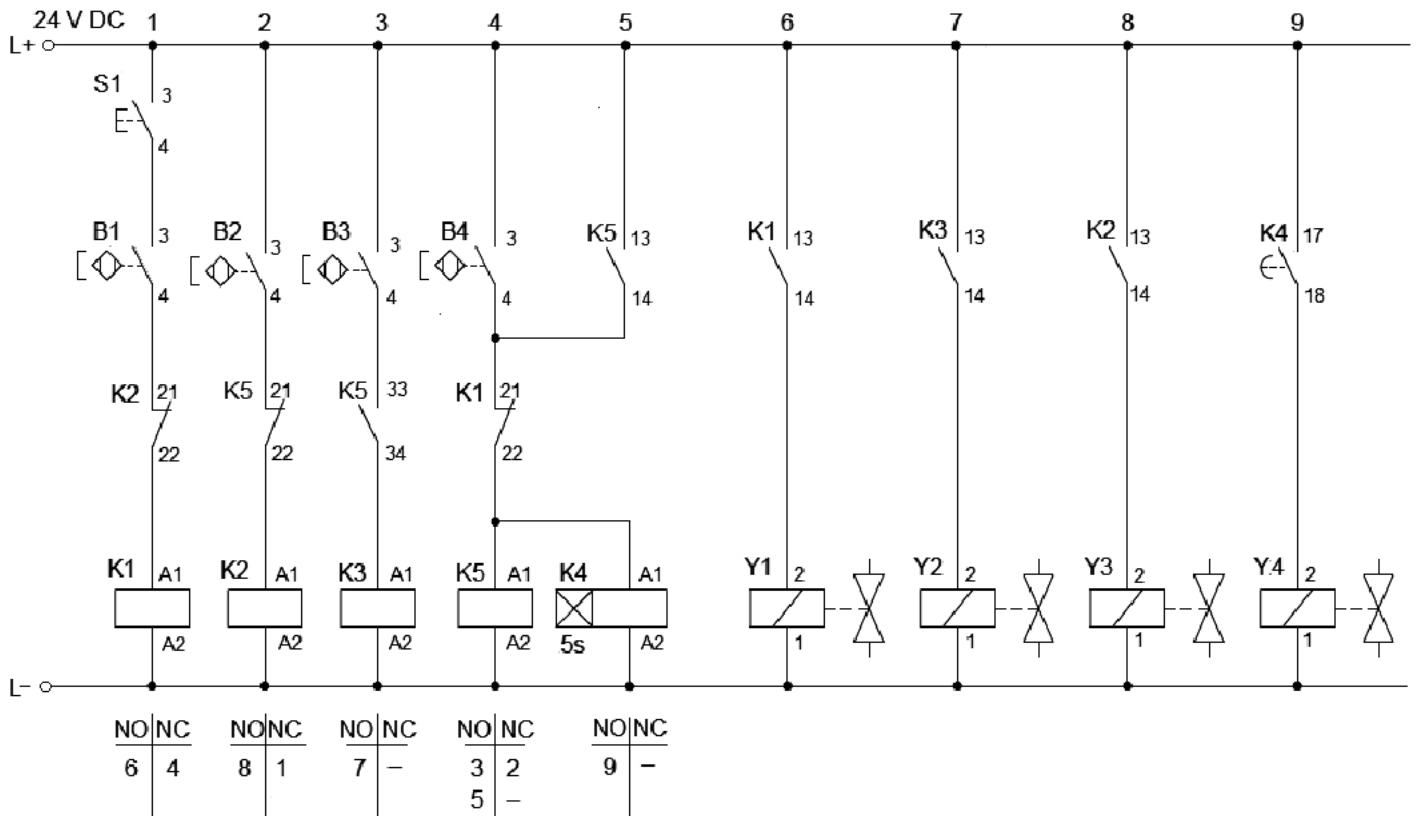 24 V DC 1 2 3 4 5 6 7 8 9
L+
S1 3
4
B1 3 B2 3 B3 3 B4 3 K5 13 K1 13 K3 13 K2 13 K4 17
4 4 4 4 14 14 14 14 18
K2 21 K5 21 K5 33 K1 21
22 22 34 22
K1 A1 K2 A1 K3 A1 K5 A1 K4 A1 Y1 2 Y2 2 Y3 2 Y4 2
A2 A2 A2 A2 5s A2 1 1 1 1
L−
NO NC NO NC NO NC NO NC NO NC
6 4 8 1 7 – 3 2 9 –
5 –